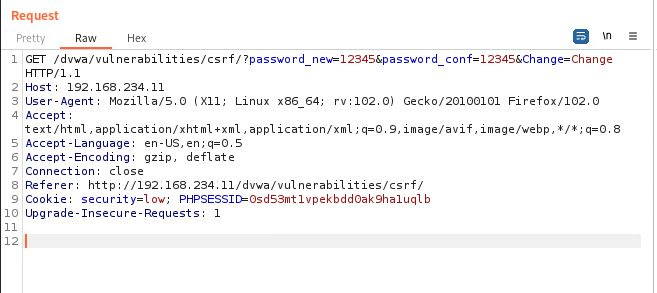 Request
Pretty Raw Hex \n
1 GET /dvwa/vulnerabilities/csrf/?password_new=12345&password_conf=12345&Change=Change
HTTP/1.1
2 Host: 192.168.234.11
3 User-Agent: Mozilla/5.0 (X11; Linux x86_64; rv:102.0) Gecko/20100101 Firefox/102.0
4 Accept:
text/html,application/xhtml+xml,application/xml;q=0.9,image/avif,image/webp,*/*;q=0.8
5 Accept-Language: en-US,en;q=0.5
6 Accept-Encoding: gzip, deflate
7 Connection: close
8 Referer: http://192.168.234.11/dvwa/vulnerabilities/csrf/
9 Cookie: security=low; PHPSESSID=0sd53mt1vpekbdd0ak9ha1uqlb
10 Upgrade-Insecure-Requests: 1
11
12